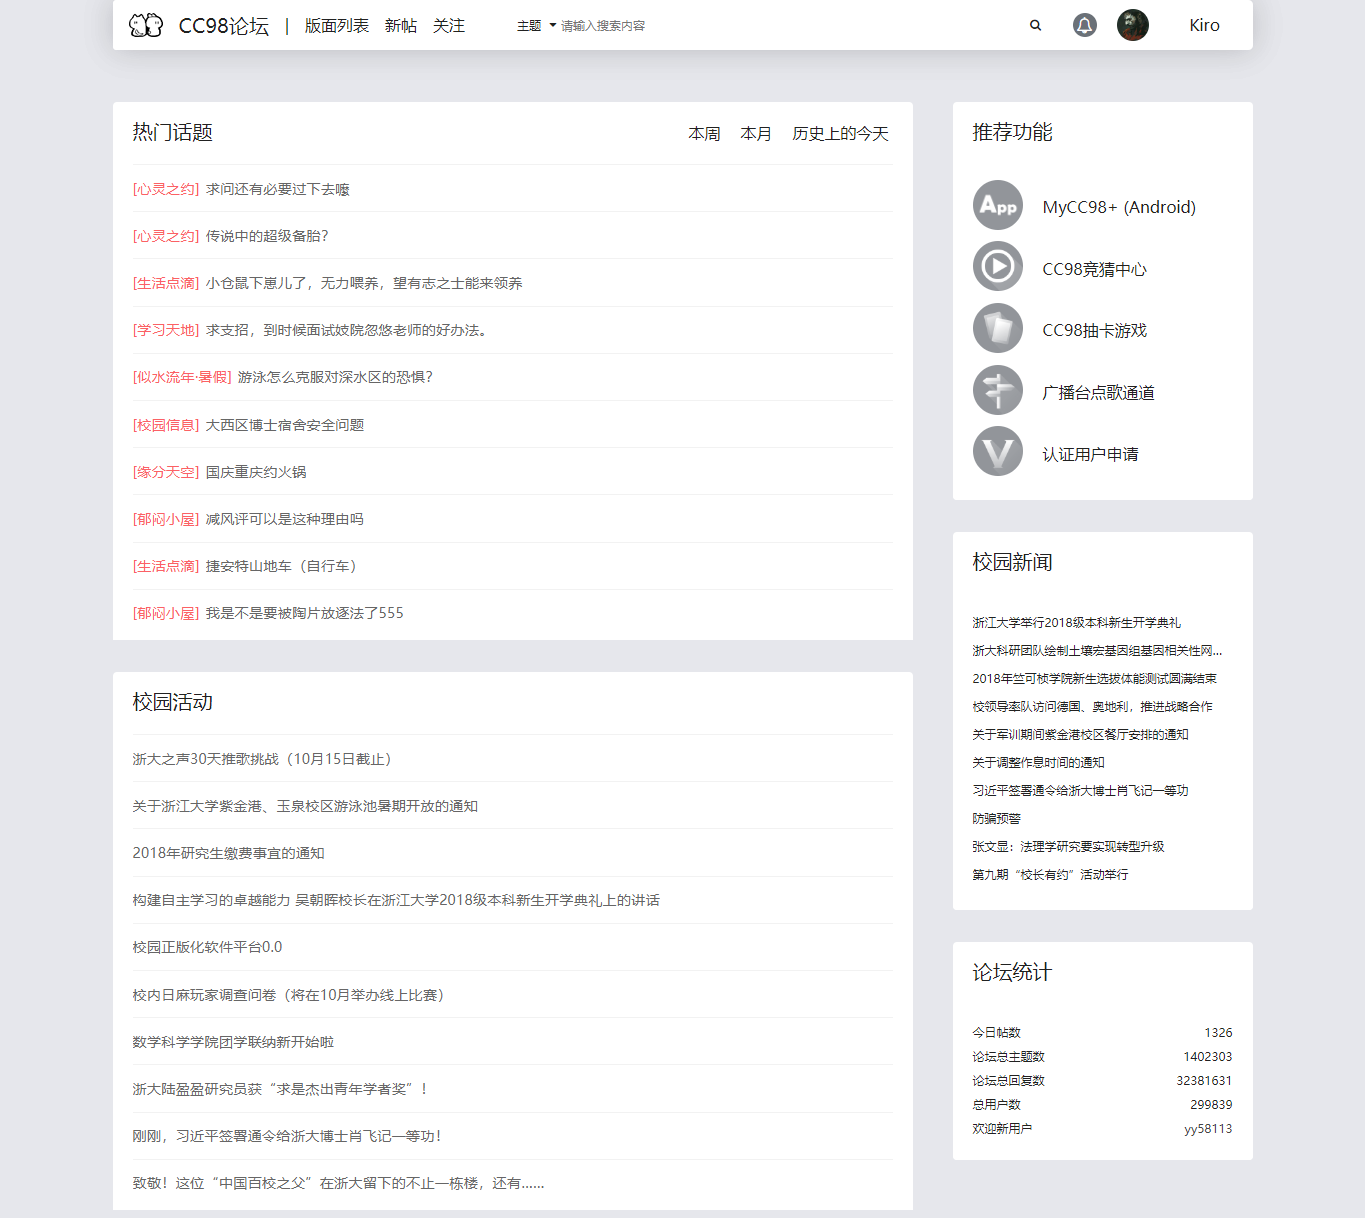 CC98论坛 | 版面列表 新帖 关注 主题 请输入搜索内容 Kiro
热门话题 本周 本月 历史上的今天
[心灵之约] 求问还有必要过下去嚒
[心灵之约] 传说中的超级备胎?
[生活点滴] 小仓鼠下崽儿了，无力喂养，望有志之士能来领养
[学习天地] 求支招，到时候面试妓院忽悠老师的好办法。
[似水流年·暑假] 游泳怎么克服对深水区的恐惧?
[校园信息] 大西区博士宿舍安全问题
[缘分天空] 国庆重庆约火锅
[郁闷小屋] 减风评可以是这种理由吗
[生活点滴] 捷安特山地车（自行车）
[郁闷小屋] 我是不是要被陶片放逐法了555
校园活动
浙大之声30天推歌挑战（10月15日截止）
关于浙江大学紫金港、玉泉校区游泳池暑期开放的通知
2018年研究生缴费事宜的通知
构建自主学习的卓越能力 吴朝晖校长在浙江大学2018级本科新生开学典礼上的讲话
校园正版化软件平台0.0
校内日麻玩家调查问卷（将在10月举办线上比赛）
数学科学学院团学联纳新开始啦
浙大陆盈盈研究员获“求是杰出青年学者奖”！
刚刚，习近平签署通令给浙大博士肖飞记一等功！
致敬！这位“中国百校之父”在浙大留下的不止一栋楼，还有......
推荐功能
App MyCC98+ (Android)
CC98竞猜中心
CC98抽卡游戏
广播台点歌通道
V 认证用户申请
校园新闻
浙江大学举行2018级本科新生开学典礼
浙大科研团队绘制土壤宏基因组基因相关性网...
2018年竺可桢学院新生选拔体能测试圆满结束
校领导率队访问德国、奥地利，推进战略合作
关于军训期间紫金港校区餐厅安排的通知
关于调整作息时间的通知
习近平签署通令给浙大博士肖飞记一等功
防骗预警
张文显：法理学研究要实现转型升级
第九期“校长有约”活动举行
论坛统计
今日帖数 1326
论坛总主题数 1402303
论坛总回复数 32381631
总用户数 299839
欢迎新用户 yy58113